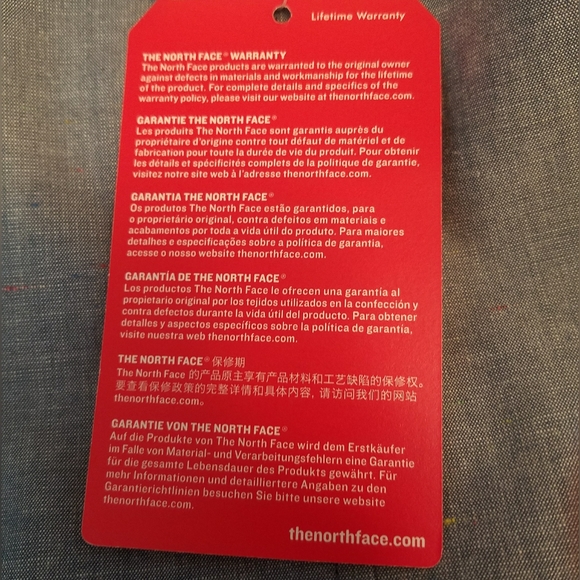 Lifetime Warranty
THE NORTH FACE® WARRANTY
The North Face products are warranted to the original owner
against defects in materials and workmanship for the lifetime
of the product. For complete details and specifics of the
warranty policy, please visit our website at thenorthface.com.
GARANTIE THE NORTH FACE®
Les produits The North Face sont garantis auprès du
propriétaire d'origine contre tout défaut de matériel et de
fabrication pour toute la durée de vie du produit. Pour obtenir
les détails et spécificités complets de la politique de garantie,
visitez notre site web à l'adresse thenorthface.com.
GARANTIA THE NORTH FACE®
Os produtos The North Face estão garantidos, para
o proprietário original, contra defeitos em materiais e
acabamentos por toda a vida útil do produto. Para maiores
detalhes e especificações sobre a política de garantia,
acesse o nosso website thenorthface.com.
GARANTÍA DE THE NORTH FACE®
Los productos The North Face le ofrecen una garantía al
propietario original por los tejidos utilizados en la confección y
contra defectos durante la vida útil del producto. Para obtener
detalles y aspectos específicos sobre la política de garantía,
visite nuestra web thenorthface.com.
THE NORTH FACE® 保修期
The North Face 的产品原主享有产品材料和工艺缺陷的保修权。
要查看保修政策的完整详情和具体内容, 请访问我们的网站
thenorthface.com。
GARANTIE VON THE NORTH FACE®
Auf die Produkte von The North Face wird dem Erstkäufer
im Falle von Material- und Verarbeitungsfehlern eine Garantie
für die gesamte Lebensdauer des Produkts gewährt. Für
mehr Informationen und detailliertere Angaben zu den
Garantierichtlinien besuchen Sie bitte unsere website
thenorthface.com.
thenorthface.com